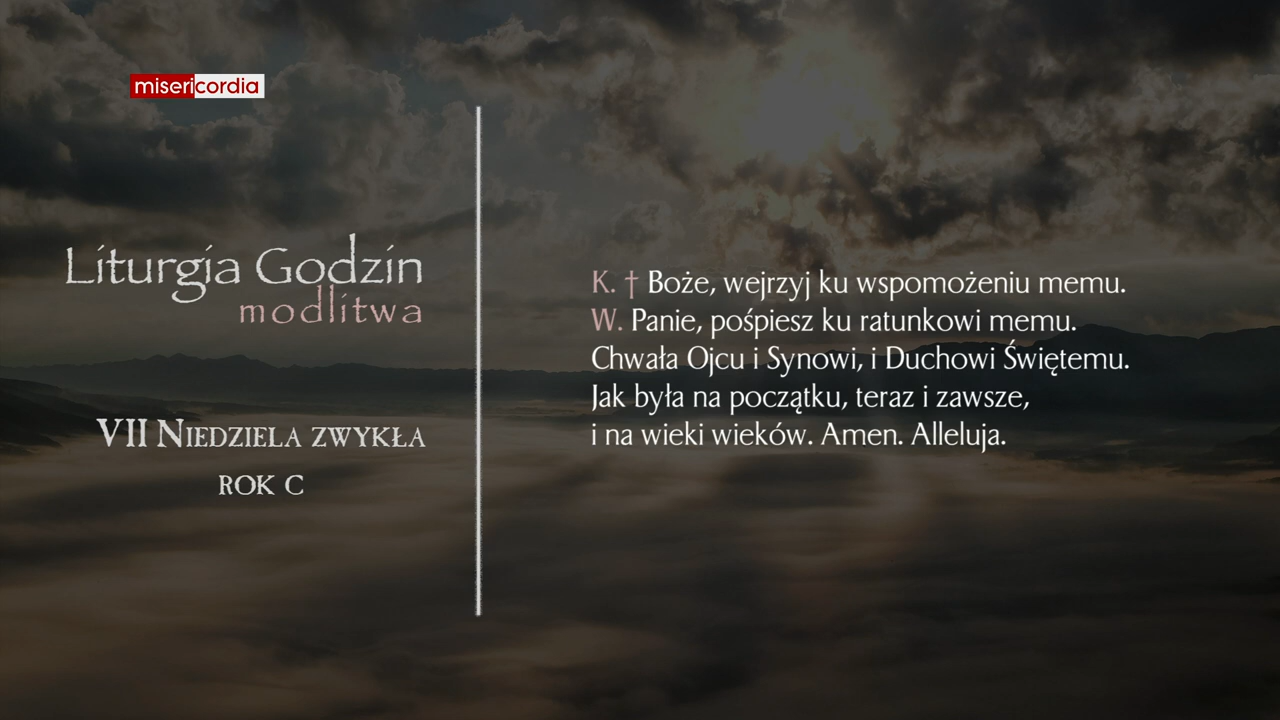 misericordia
Liturgia Godzin
modlitwa
VII NIEDZIELA ZWYKŁA
ROK C
K. † Boże, wejrzyj ku wspomożeniu memu.
W. Panie, pośpiesz ku ratunkowi memu.
Chwała Ojcu i Synowi, i Duchowi Świętemu.
Jak była na początku, teraz i zawsze,
i na wieki wieków. Amen. Alleluja.